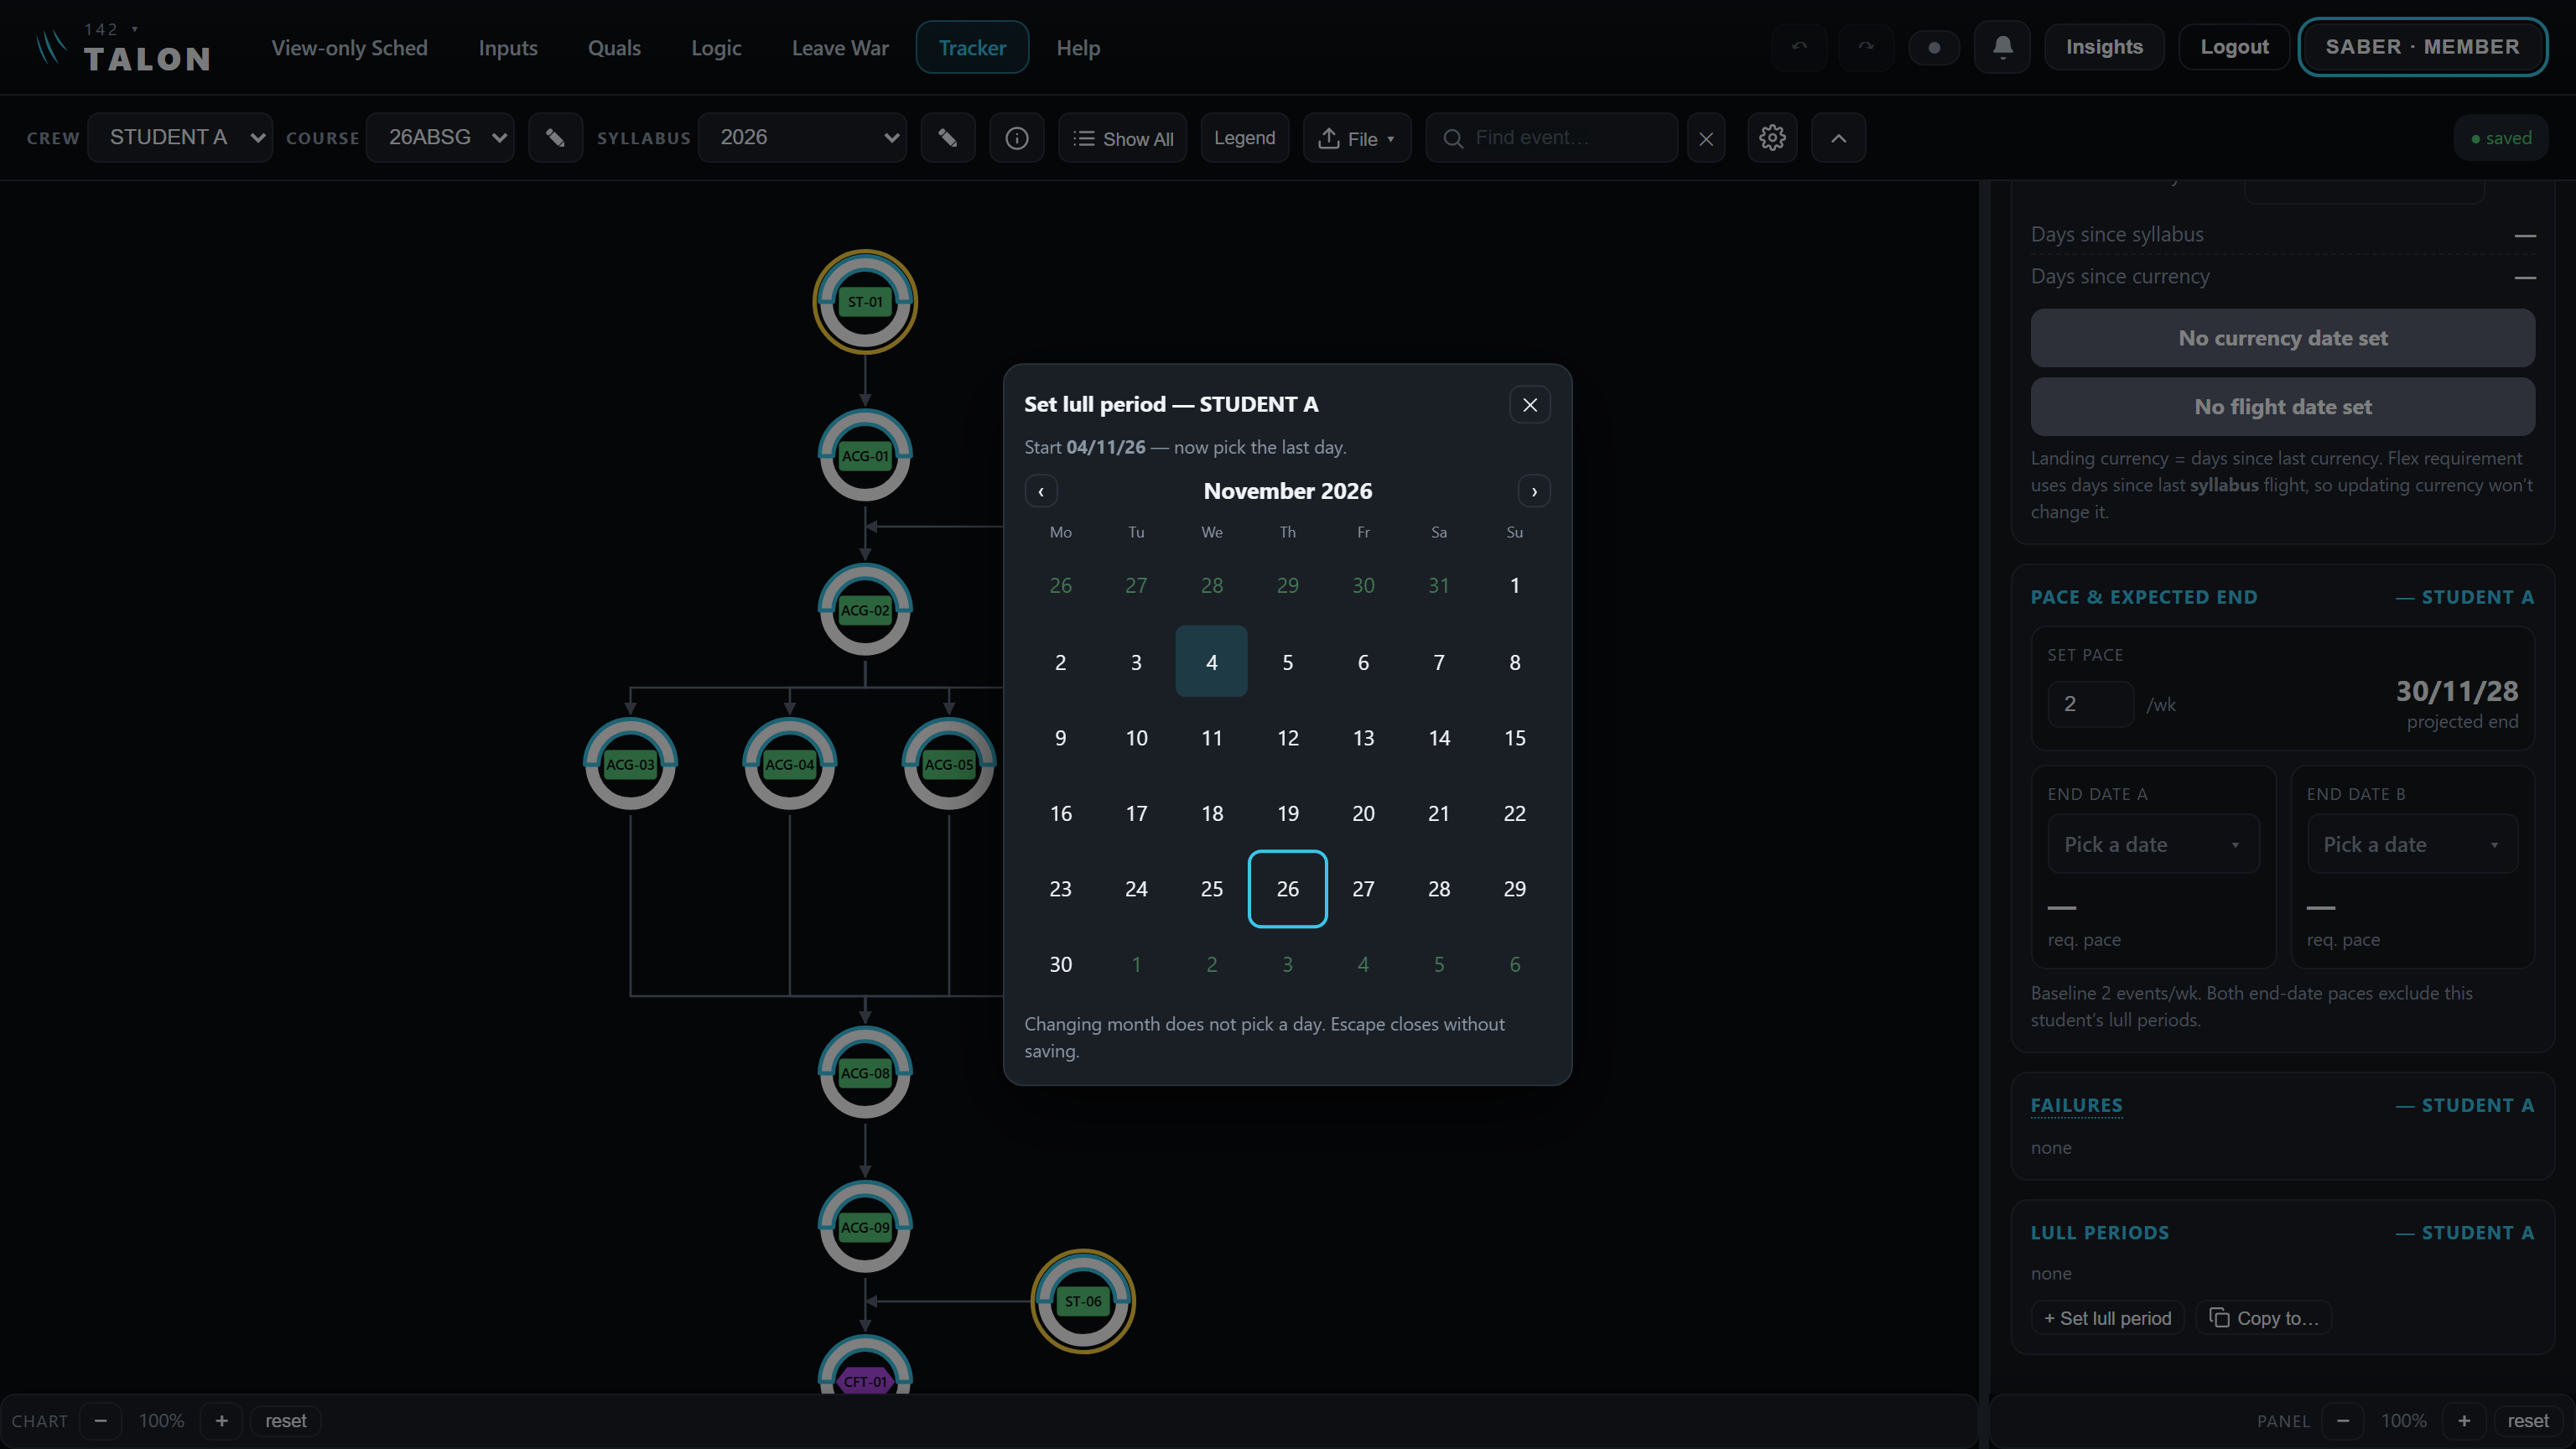 142 ▾
TALON
View-only Sched
Inputs
Quals
Logic
Leave War
Tracker
Help
Insights
Logout
SABER · MEMBER
CREW
STUDENT A
COURSE
26ABSG
SYLLABUS
2026
Show All
Legend
File ▾
Find event…
saved
ST-01
ACG-01
ACG-02
ACG-03
ACG-04
ACG-05
ACG-08
ACG-09
ST-06
CFT-01
Set lull period — STUDENT A
Start 04/11/26 — now pick the last day.
‹ November 2026 ›
Mo Tu We Th Fr Sa Su
26 27 28 29 30 31 1
2 3 4 5 6 7 8
9 10 11 12 13 14 15
16 17 18 19 20 21 22
23 24 25 26 27 28 29
30 1 2 3 4 5 6
Changing month does not pick a day. Escape closes without
saving.
Days since syllabus —
Days since currency —
No currency date set
No flight date set
Landing currency = days since last currency. Flex requirement
uses days since last syllabus flight, so updating currency won't
change it.
PACE & EXPECTED END — STUDENT A
SET PACE
2 /wk
30/11/28
projected end
END DATE A
Pick a date ▾
—
req. pace
END DATE B
Pick a date ▾
—
req. pace
Baseline 2 events/wk. Both end-date paces exclude this
student's lull periods.
FAILURES — STUDENT A
none
LULL PERIODS — STUDENT A
none
+ Set lull period
Copy to…
CHART − 100% + reset
PANEL − 100% + reset